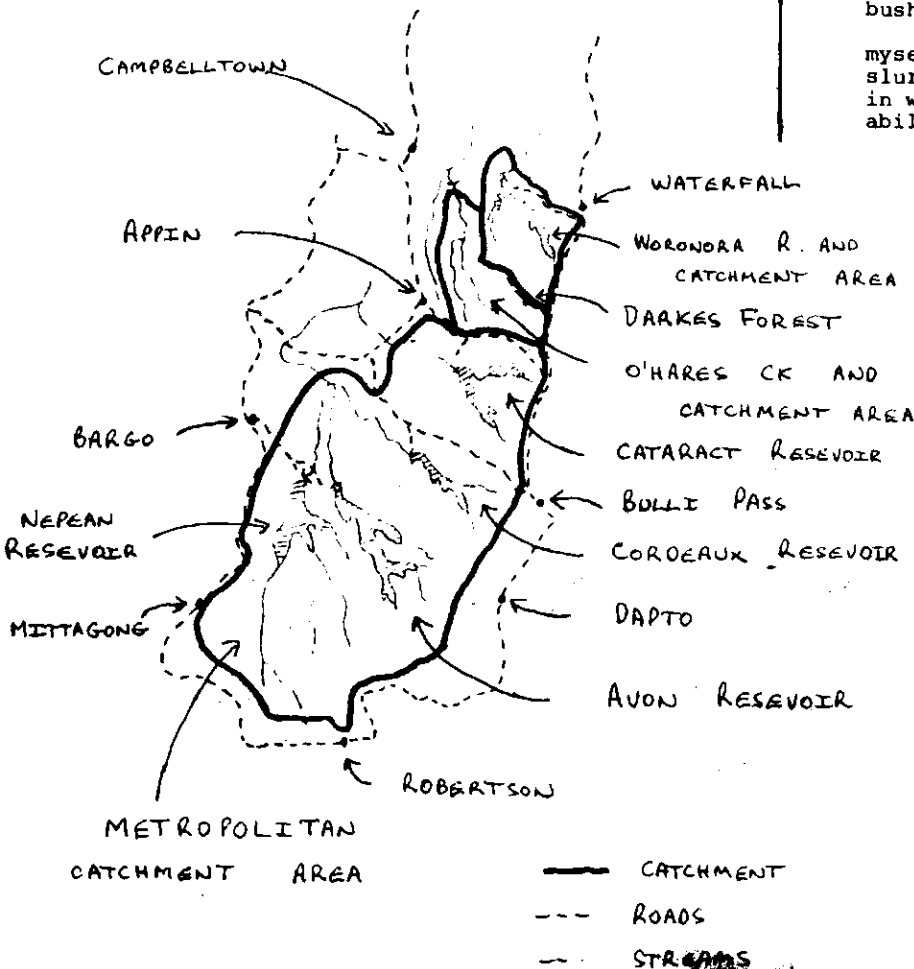 bush
myse
slur
in w
abil
CAMPBELLTOWN
WATERFALL
APPIN
WORONORA R. AND
CATCHMENT AREA
DARKES FOREST
O'HARES CK AND
CATCHMENT AREA
BARGO
CATARACT RESEVOIR
BULLI PASS
NEPEAN
RESEVOIR
CORDEAUX RESEVOIR
MITTAGONG
DAPTO
AVON RESEVOIR
ROBERTSON
METROPOLITAN
CATCHMENT AREA
CATCHMENT
ROADS
STREAMS